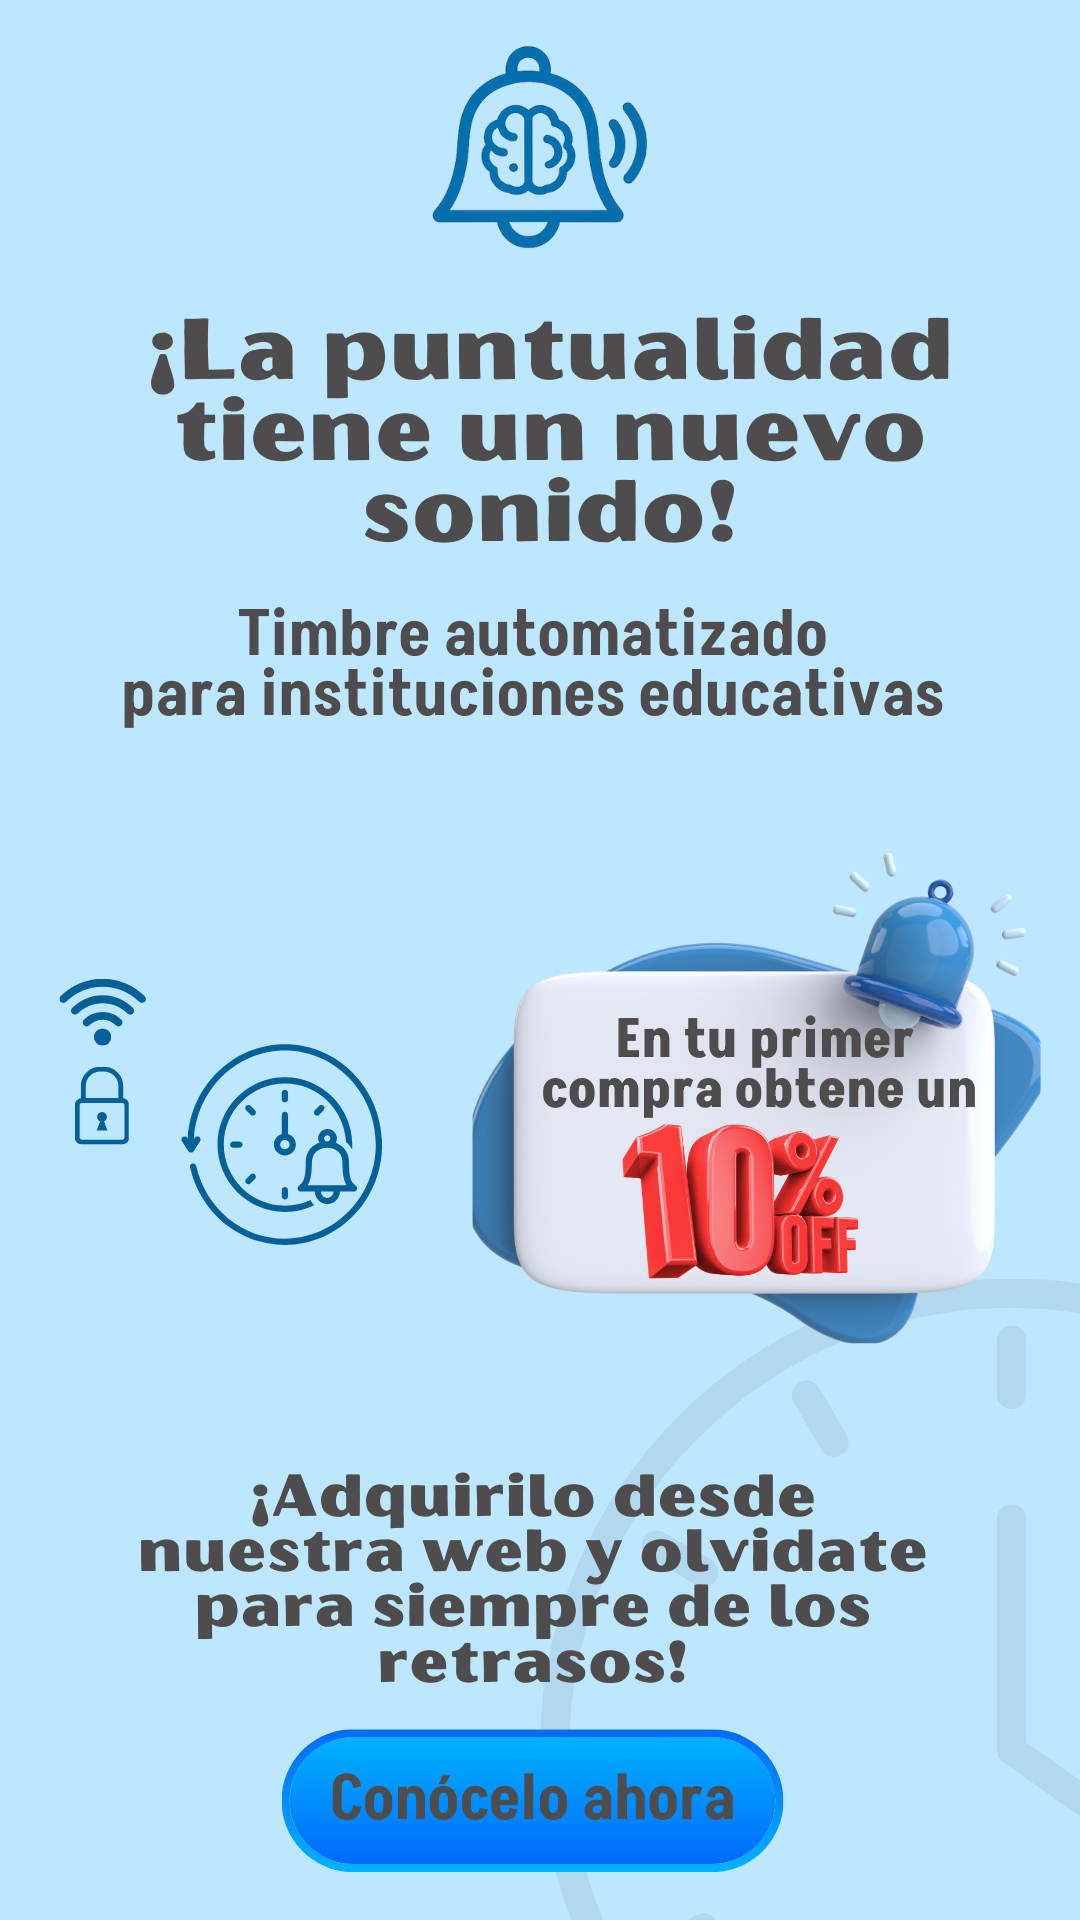 ¡La puntualidad
tiene un nuevo
sonido!
Timbre automatizado
para instituciones educativas
En tu primer
compra obtene un
10%
OFF
¡Adquirilo desde
nuestra web y olvidate
para siempre de los
retrasos!
Conócelo ahora